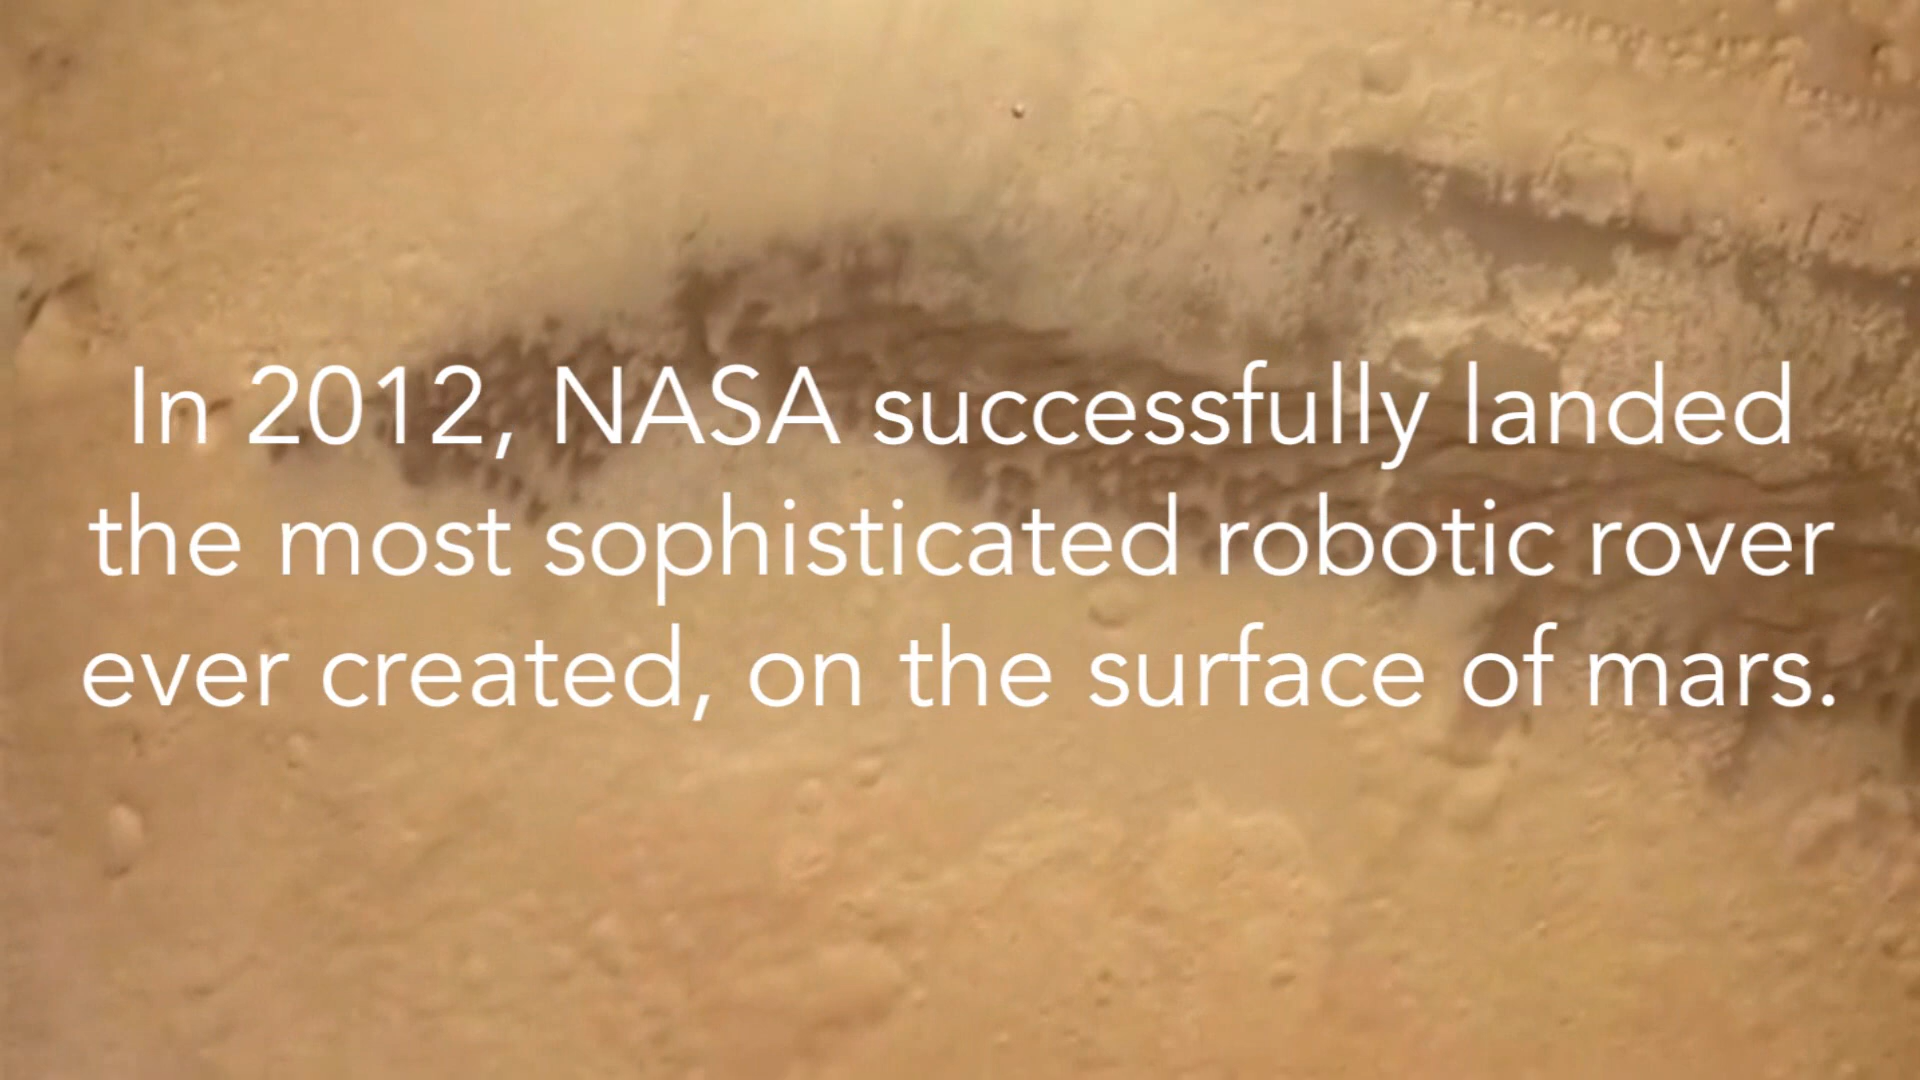 In 2012, NASA successfully landed
the most sophisticated robotic rover
ever created, on the surface of mars.